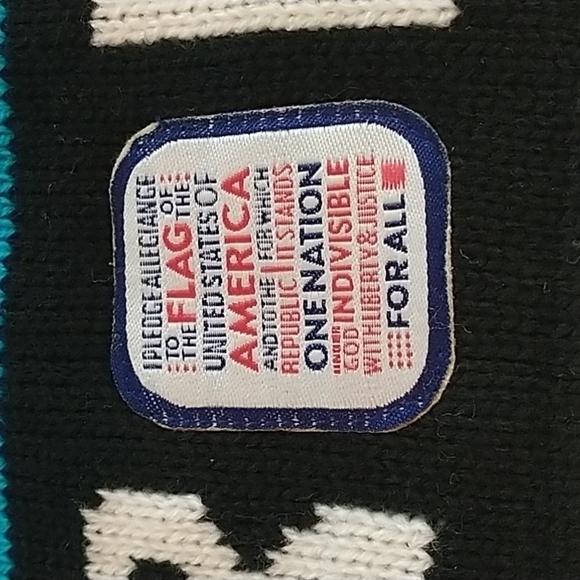 I PLEDGE ALLEGIANCE
TO THE FLAG OF THE
UNITED STATES OF
AMERICA
AND TO THE FOR WHICH
REPUBLIC IT STANDS
ONE NATION
UNDER GOD INDIVISIBLE
WITH LIBERTY & JUSTICE
FOR ALL